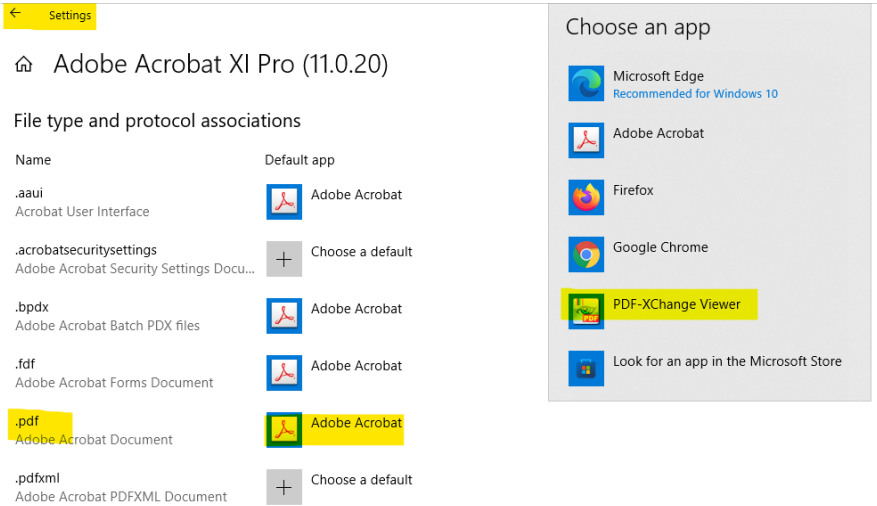 Settings
Adobe Acrobat XI Pro (11.0.20)
File type and protocol associations
Name Default app
.aaui Adobe Acrobat
Acrobat User Interface
.acrobatsecuritysettings Choose a default
Adobe Acrobat Security Settings Docu...
.bpdx Adobe Acrobat
Adobe Acrobat Batch PDX files
.fdf Adobe Acrobat
Adobe Acrobat Forms Document
.pdf Adobe Acrobat
Adobe Acrobat Document
.pdfxml Choose a default
Adobe Acrobat PDFXML Document
Choose an app
Microsoft Edge
Recommended for Windows 10
Adobe Acrobat
Firefox
Google Chrome
PDF-XChange Viewer
PDF
Look for an app in the Microsoft Store